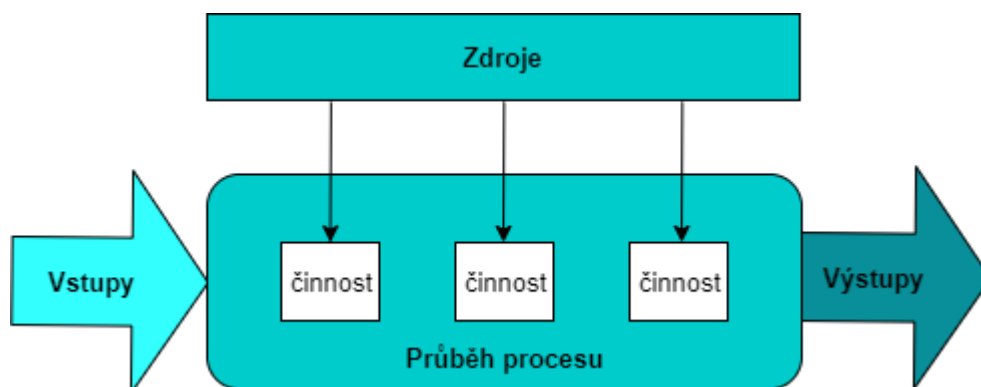 Zdroje
Vstupy
činnost
činnost
činnost
Výstupy
Průběh procesu